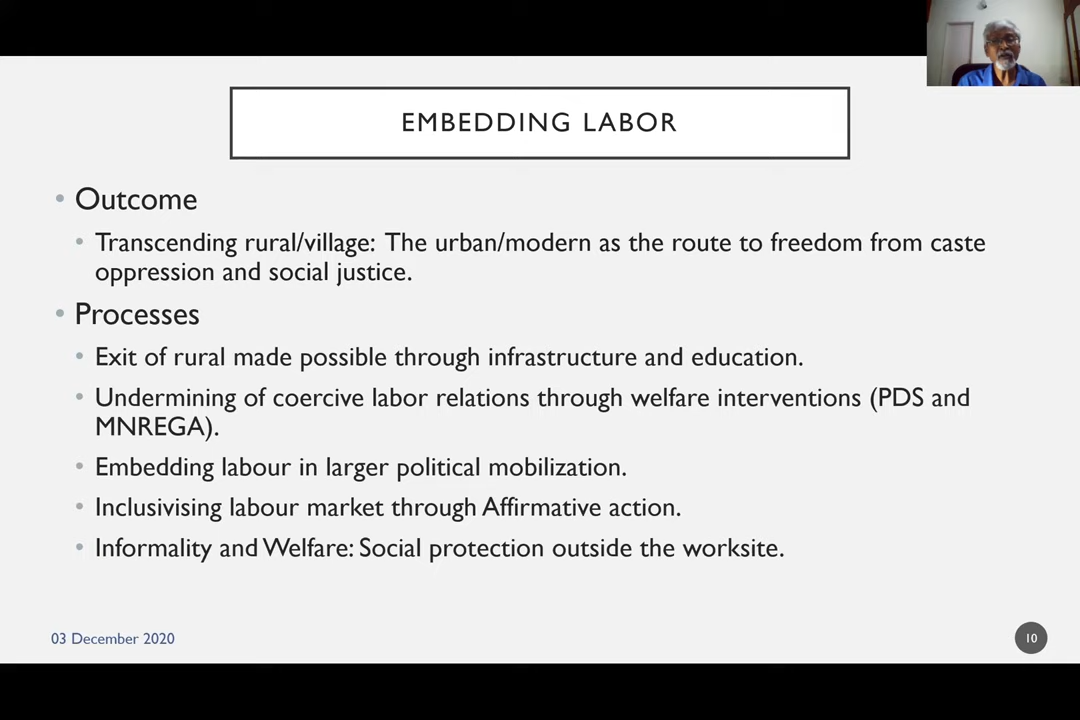 EMBEDDING LABOR
• Outcome
• Transcending rural/village: The urban/modern as the route to freedom from caste
oppression and social justice.
• Processes
• Exit of rural made possible through infrastructure and education.
• Undermining of coercive labor relations through welfare interventions (PDS and
MNREGA).
• Embedding labour in larger political mobilization.
• Inclusivising labour market through Affirmative action.
• Informality and Welfare: Social protection outside the worksite.
03 December 2020
10